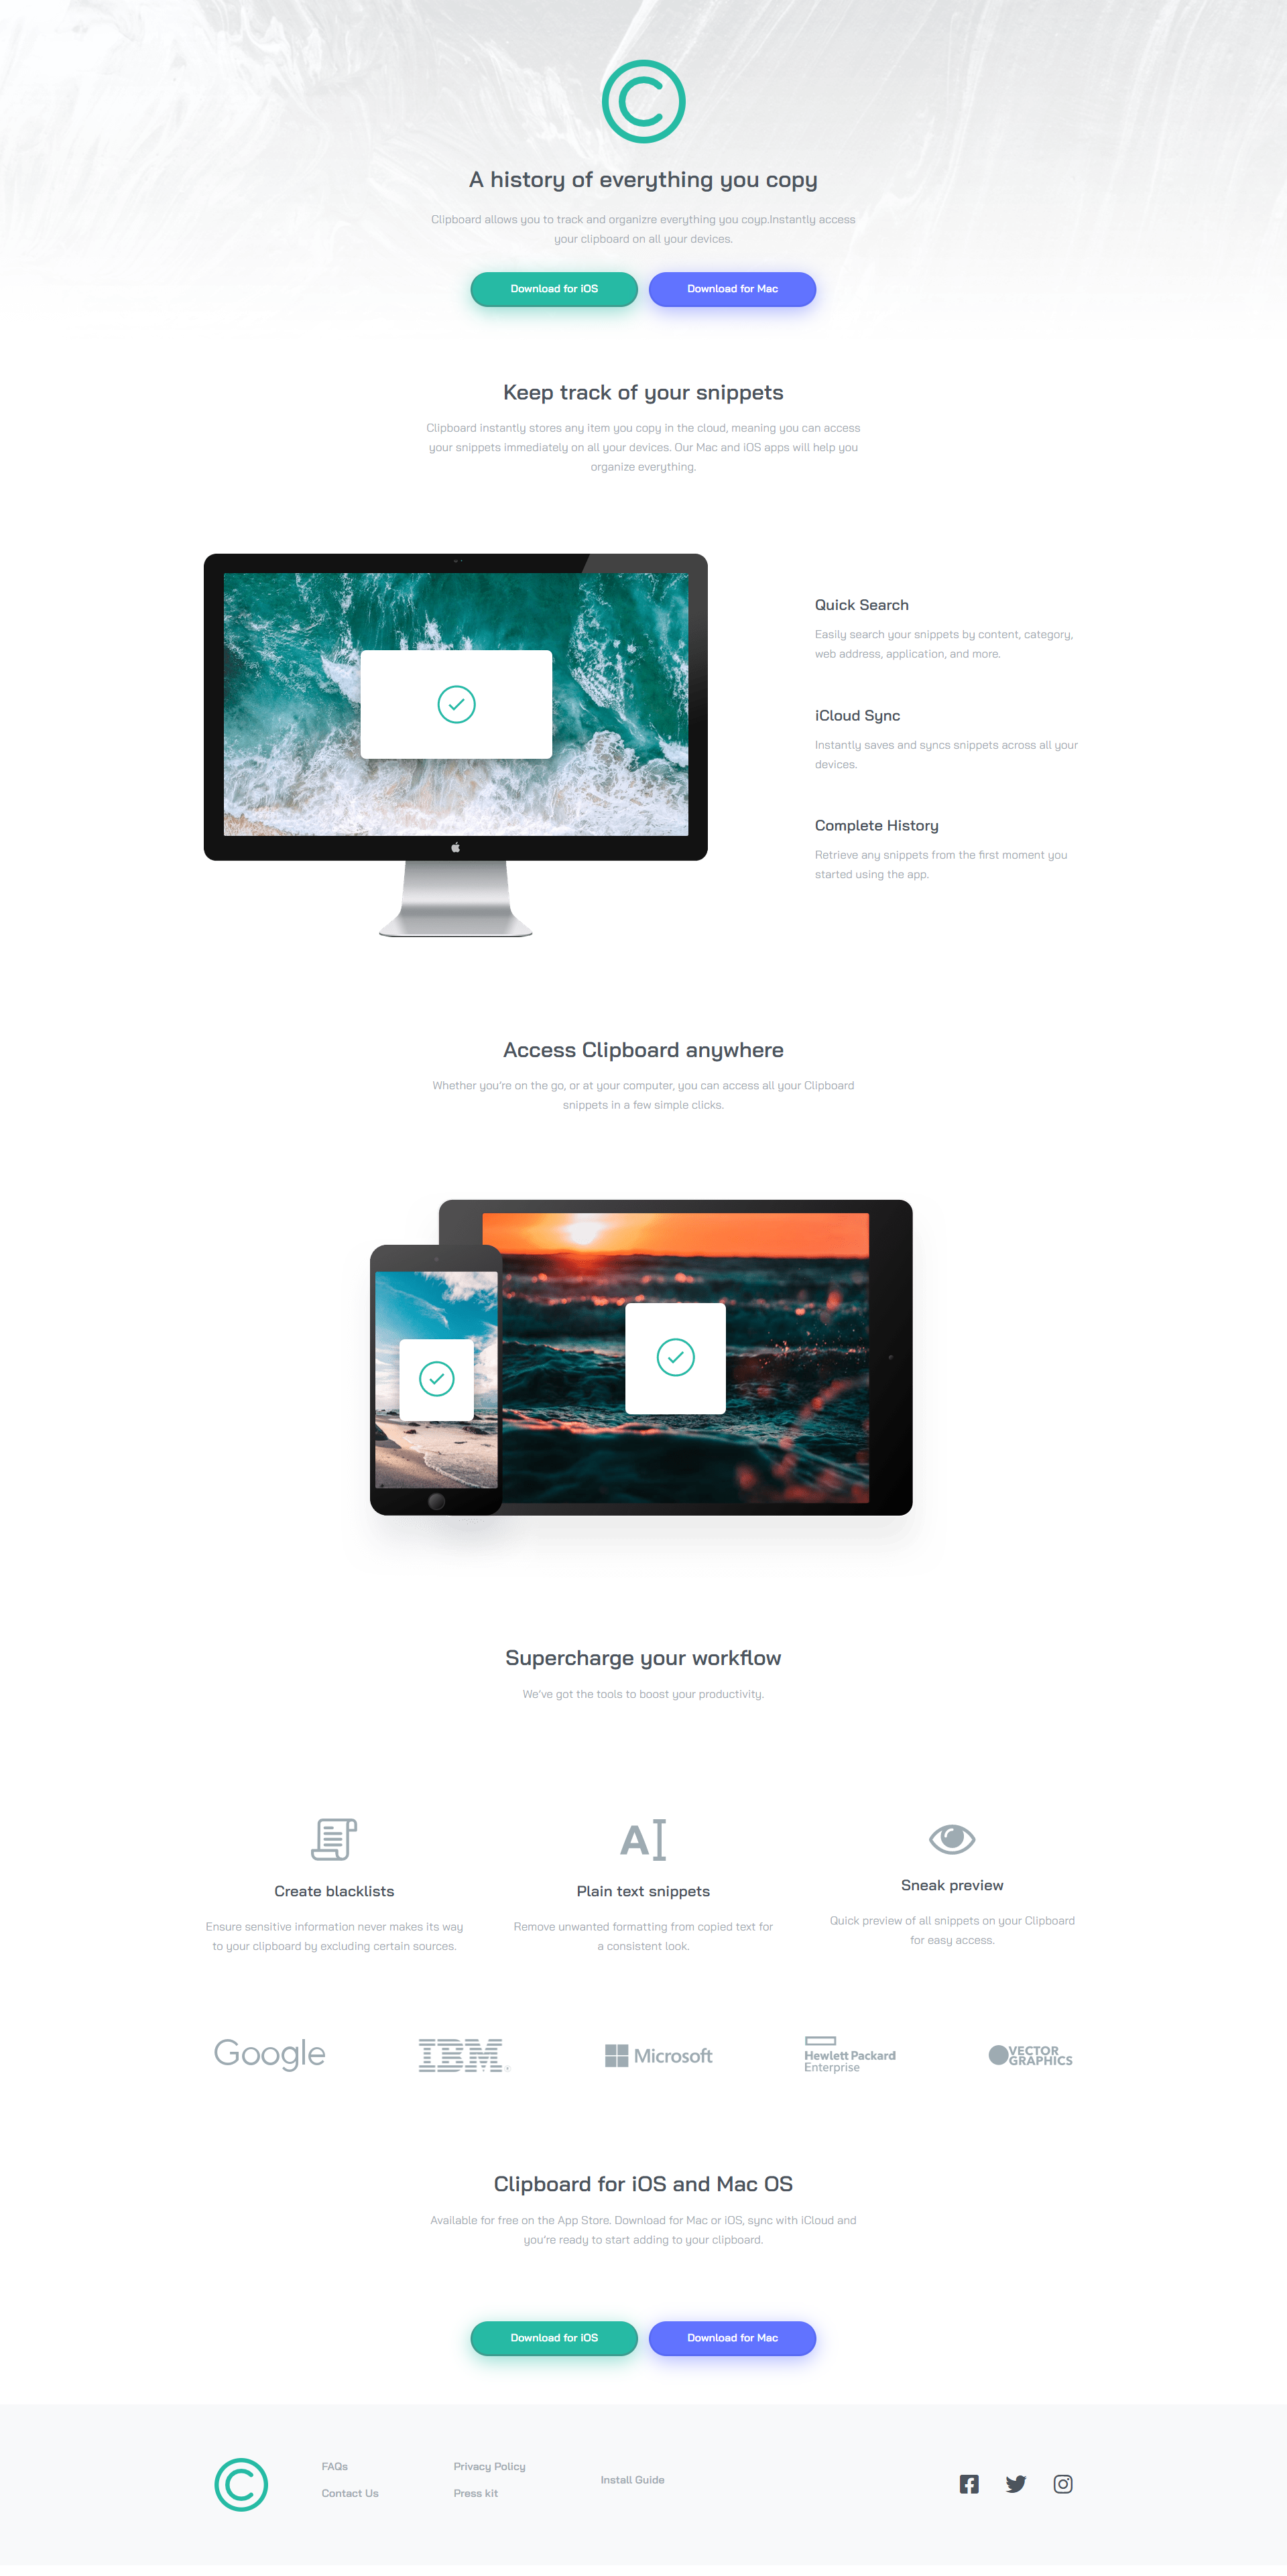 A history of everything you copy
Clipboard allows you to track and organizre everything you coyp.Instantly access
your clipboard on all your devices.
Download for iOS
Download for Mac
Keep track of your snippets
Clipboard instantly stores any item you copy in the cloud, meaning you can access
your snippets immediately on all your devices. Our Mac and iOS apps will help you
organize everything.
Quick Search
Easily search your snippets by content, category,
web address, application, and more.
iCloud Sync
Instantly saves and syncs snippets across all your
devices.
Complete History
Retrieve any snippets from the first moment you
started using the app.
Access Clipboard anywhere
Whether you're on the go, or at your computer, you can access all your Clipboard
snippets in a few simple clicks.
Supercharge your workflow
We've got the tools to boost your productivity.
Create blacklists
Ensure sensitive information never makes its way
to your clipboard by excluding certain sources.
Plain text snippets
Remove unwanted formatting from copied text for
a consistent look.
Sneak preview
Quick preview of all snippets on your Clipboard
for easy access.
Google
IBM®
Microsoft
Hewlett Packard
Enterprise
VECTOR
GRAPHICS
Clipboard for iOS and Mac OS
Available for free on the App Store. Download for Mac or iOS, sync with iCloud and
you're ready to start adding to your clipboard.
Download for iOS
Download for Mac
FAQs
Contact Us
Privacy Policy
Press kit
Install Guide